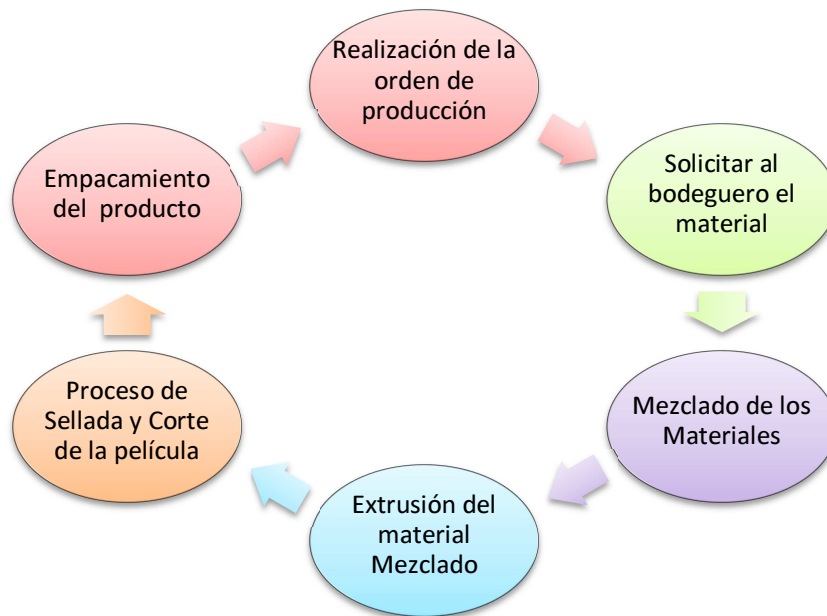 Realización de la
orden de
producción
Solicitar al
bodeguero el
material
Mezclado de los
Materiales
Extrusión del
material
Mezclado
Proceso de
Sellada y Corte
de la película
Empacamiento
del producto